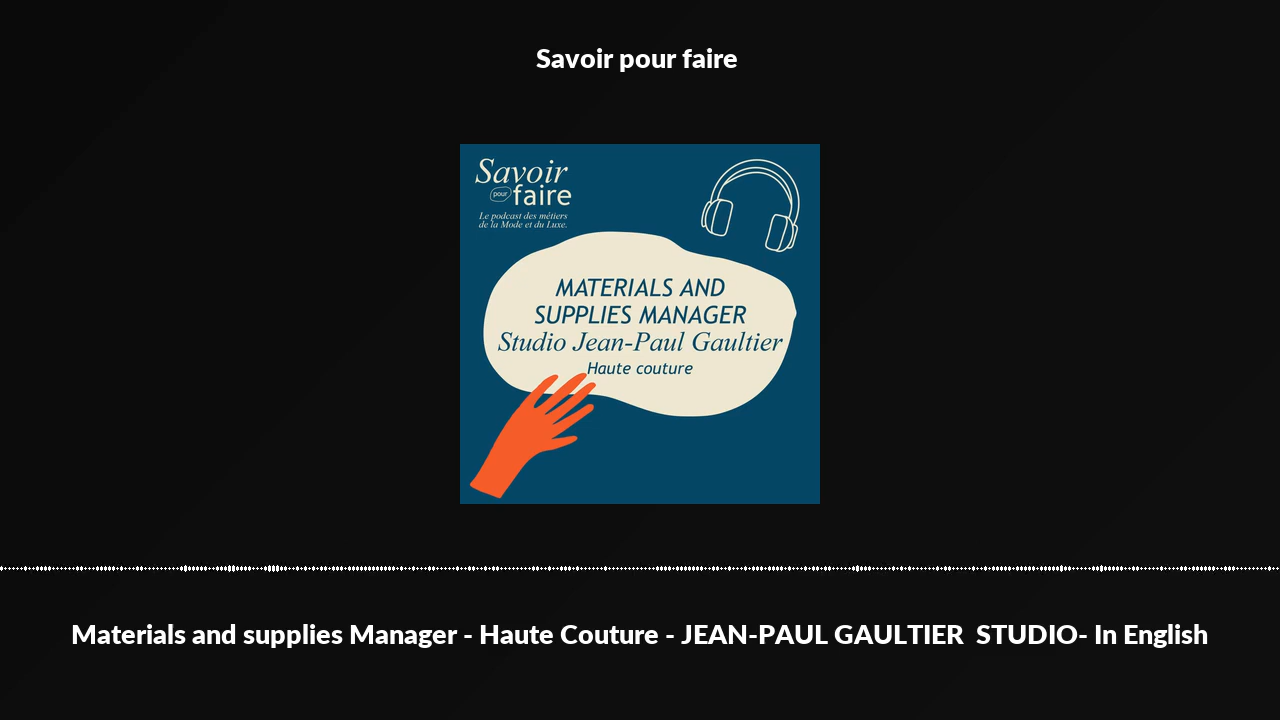 Savoir pour faire
Savoir
pour faire
Le podcast des métiers
de la Mode et du Luxe.
MATERIALS AND
SUPPLIES MANAGER
Studio Jean-Paul Gaultier
Haute couture
Materials and supplies Manager - Haute Couture - JEAN-PAUL GAULTIER  STUDIO- In English